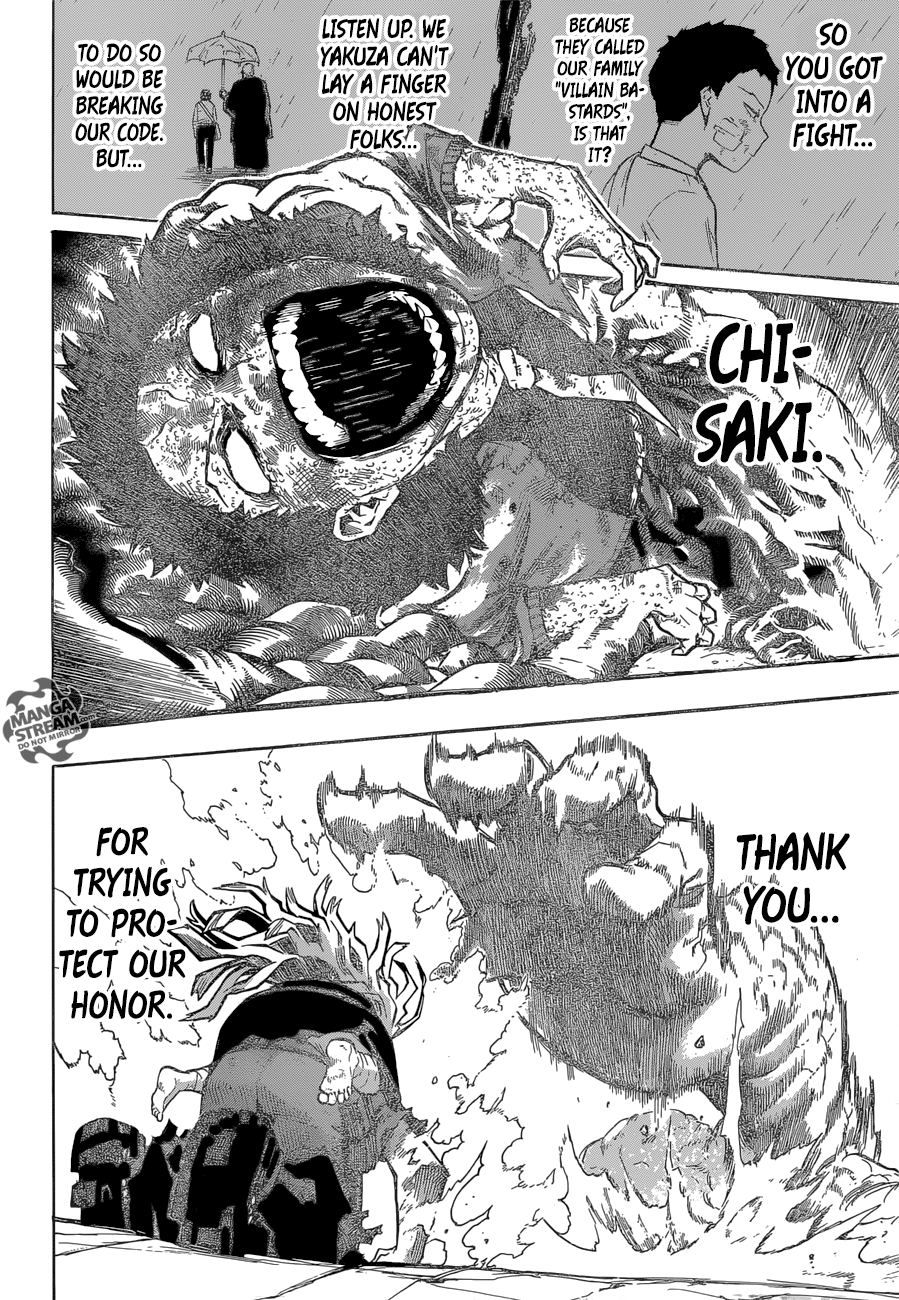 SO
YOU GOT
INTO A
FIGHT...
BECAUSE
THEY CALLED
OUR FAMILY
"VILLAIN BA-
STARDS",
IS THAT
IT?
LISTEN UP. WE
YAKUZA CAN'T
LAY A FINGER
ON HONEST
FOLKS...
TO DO SO
WOULD BE
BREAKING
OUR CODE.
BUT...
CHI-
SAKI.
THANK
YOU...
FOR
TRYING
TO PRO-
TECT OUR
HONOR.
MANGA
STREAM.com
DO NOT MIRROR